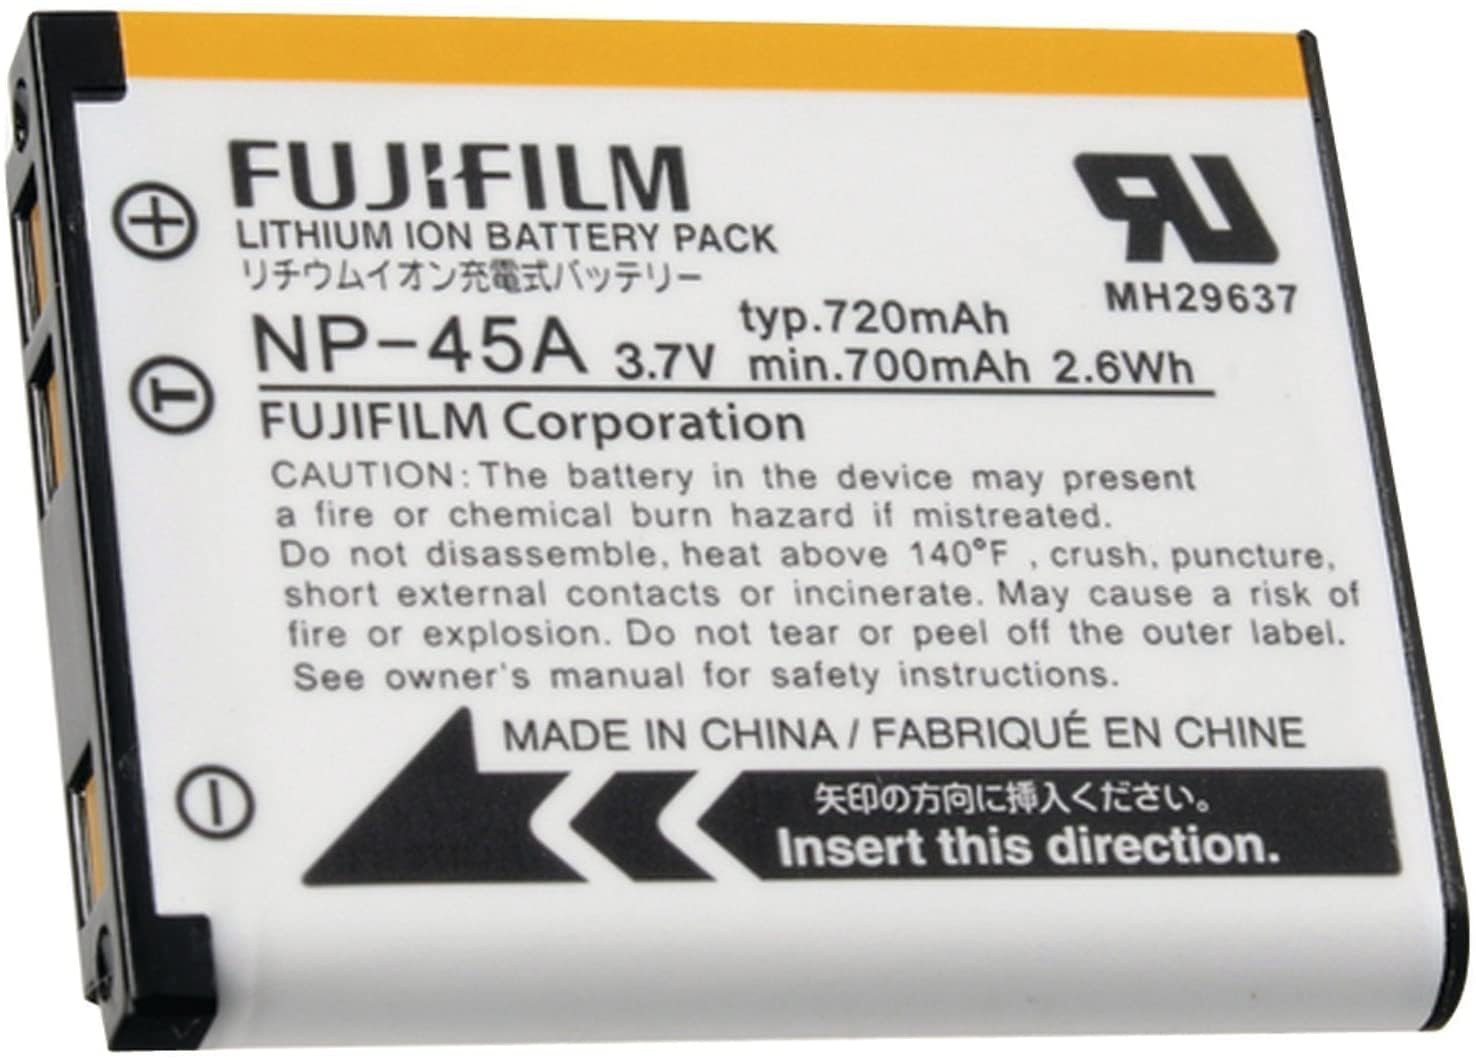 FUJIFILM
LITHIUM ION BATTERY PACK
リチウムイオン充電式バッテリー
NP-45A 3.7V typ.720mAh
min.700mAh 2.6Wh
MH29637
FUJIFILM Corporation
CAUTION: The battery in the device may present
a fire or chemical burn hazard if mistreated.
Do not disassemble, heat above 140°F , crush, puncture,
short external contacts or incinerate. May cause a risk of
fire or explosion. Do not tear or peel off the outer label.
See owner's manual for safety instructions.
MADE IN CHINA / FABRIQUÉ EN CHINE
矢印の方向に挿入ください。
Insert this direction.
+
T
−